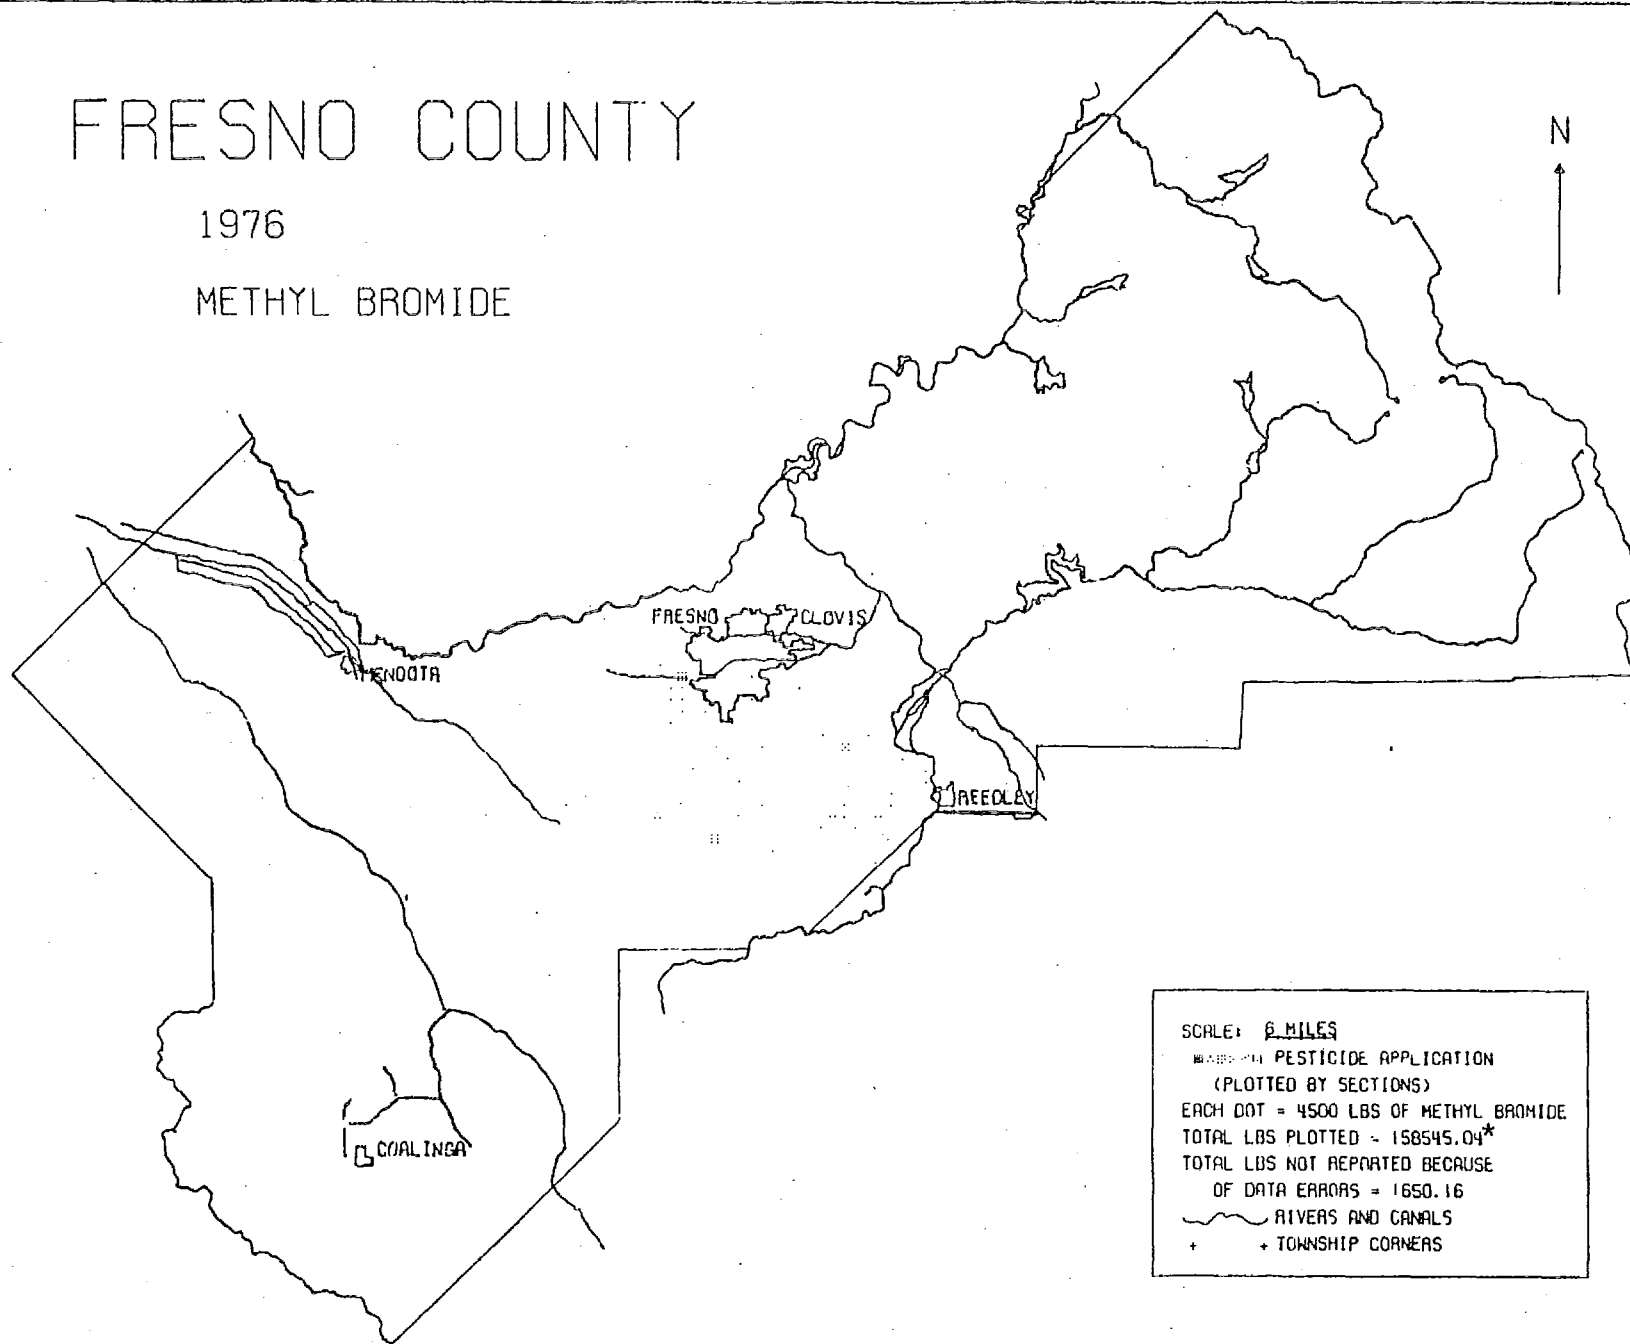 FRESNO COUNTY
1976
METHYL BROMIDE
N
FRESNO
CLOVIS
MENDOTA
REEDLEY
COALINGA
SCALE: 6 MILES
PESTICIDE APPLICATION
(PLOTTED BY SECTIONS)
EACH DOT = 4500 LBS OF METHYL BROMIDE
TOTAL LBS PLOTTED = 158545.04*
TOTAL LBS NOT REPORTED BECAUSE
OF DATA ERRORS = 1650.16
RIVERS AND CANALS
+ + TOWNSHIP CORNERS